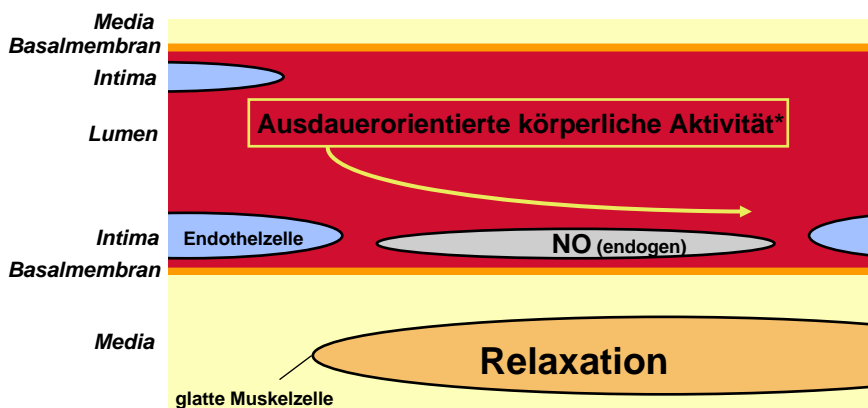 Media
Basalmembran
Intima
Lumen
Ausdauerorientierte körperliche Aktivität*
Intima
Endothelzelle
NO (endogen)
Basalmembran
Media
Relaxation
glatte Muskelzelle